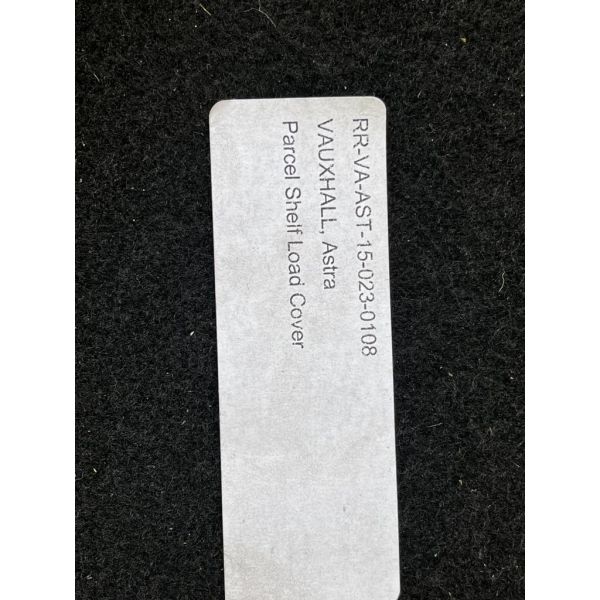 RR-VA-AST-15-023-0108
VAUXHALL, Astra
Parcel Shelf Load Cover